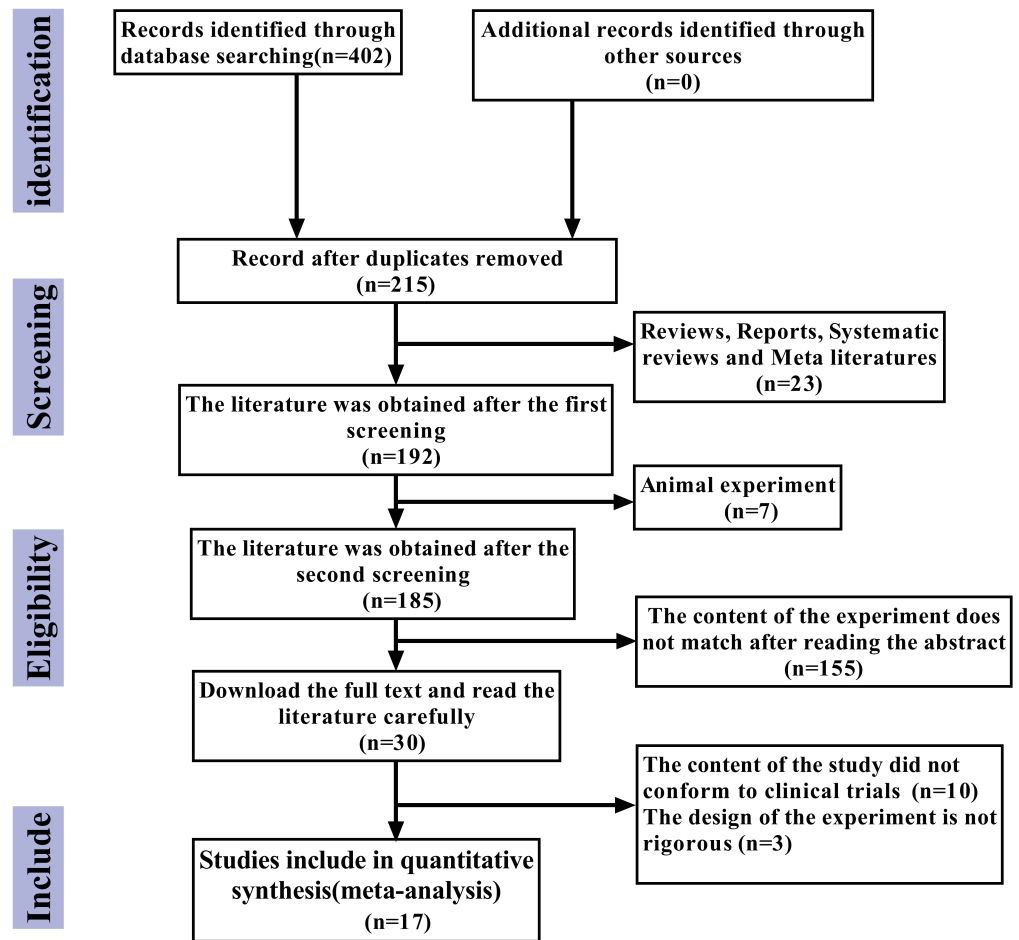 identification
Records identified through
database searching(n=402)
Additional records identified through
other sources
(n=0)
Screening
Record after duplicates removed
(n=215)
Reviews, Reports, Systematic
reviews and Meta literatures
(n=23)
The literature was obtained after the first
screening
(n=192)
Animal experiment
(n=7)
Eligibility
The literature was obtained after the
second screening
(n=185)
The content of the experiment does
not match after reading the abstract
(n=155)
Download the full text and read the
literature carefully
(n=30)
The content of the study did not
conform to clinical trials (n=10)
The design of the experiment is not
rigorous (n=3)
Include
Studies include in quantitative
synthesis(meta-analysis)
(n=17)